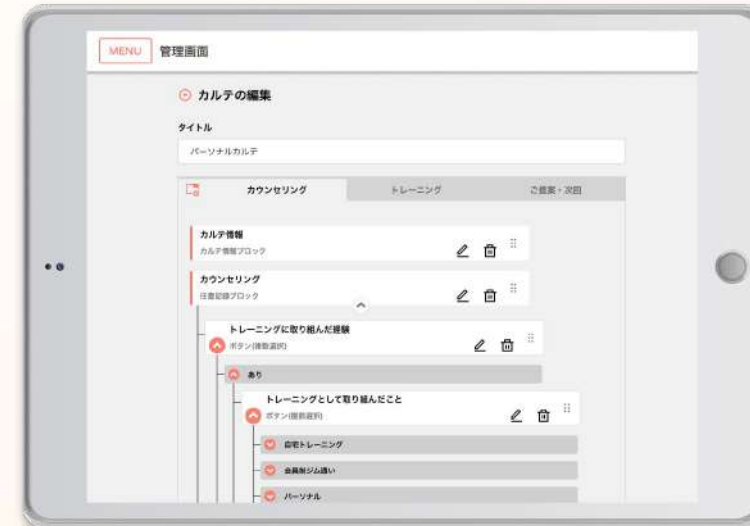 MENU 管理画面
カルテの編集
タイトル
パーソナルカルテ
カウンセリング トレーニング ご提案・次回
カルテ情報
カルテ情報ブロック
カウンセリング
任意記録ブロック
トレーニングに取り組んだ経験
ボタン(複数選択)
あり
トレーニングとして取り組んだこと
ボタン(複数選択)
自宅トレーニング
会員制ジム通い
パーソナル